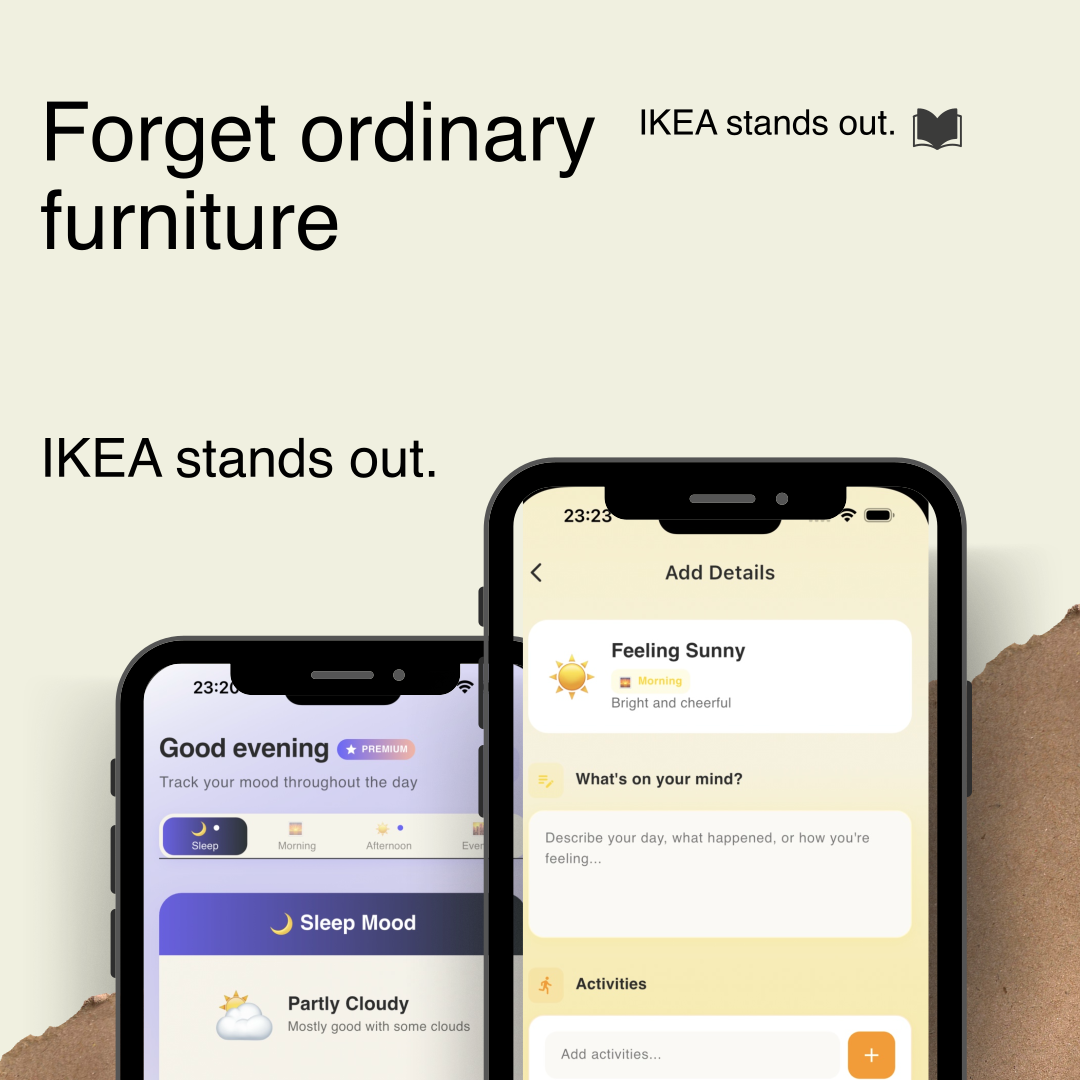 Forget ordinary
furniture
IKEA stands out.
IKEA stands out.
23:20
Good evening
PREMIUM
Track your mood throughout the day
Sleep
Morning
Afternoon
Even
Sleep Mood
Partly Cloudy
Mostly good with some clouds
23:23
Add Details
Feeling Sunny
Morning
Bright and cheerful
What's on your mind?
Describe your day, what happened, or how you're
feeling...
Activities
Add activities...
+